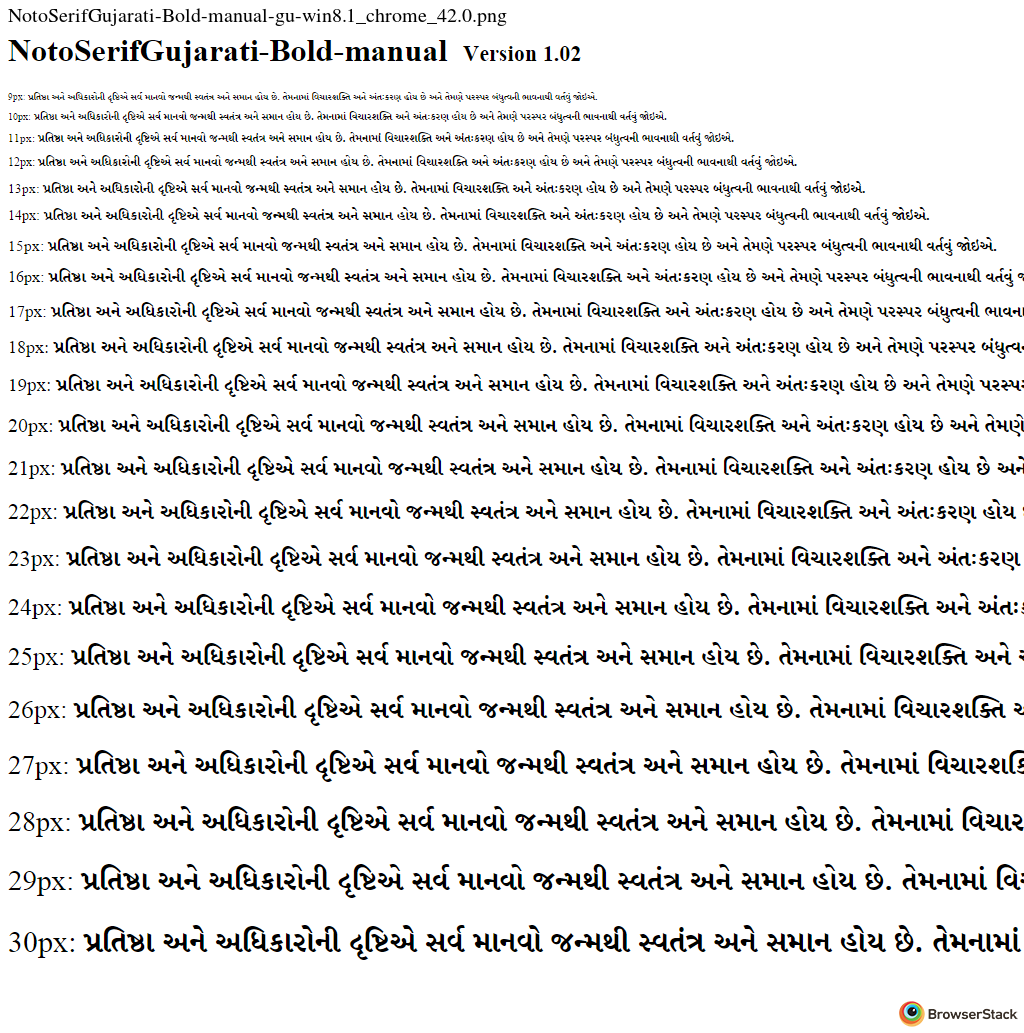 NotoSerifGujarati-Bold-manual-gu-win8.1_chrome_42.0.png
NotoSerifGujarati-Bold-manual Version 1.02
9px: પ્રતિષ્ઠા અને અધિકારોની દૃષ્ટિએ સર્વ માનવો જન્મથી સ્વતંત્ર અને સમાન હોય છે. તેમનામાં વિચારશક્તિ અને અંતઃકરણ હોય છે અને તેમણે પરસ્પર બંધુત્વની ભાવનાથી વર્તવું જોઇએ.
10px: પ્રતિષ્ઠા અને અધિકારોની દૃષ્ટિએ સર્વ માનવો જન્મથી સ્વતંત્ર અને સમાન હોય છે. તેમનામાં વિચારશક્તિ અને અંતઃકરણ હોય છે અને તેમણે પરસ્પર બંધુત્વની ભાવનાથી વર્તવું જોઇએ.
11px: પ્રતિષ્ઠા અને અધિકારોની દૃષ્ટિએ સર્વ માનવો જન્મથી સ્વતંત્ર અને સમાન હોય છે. તેમનામાં વિચારશક્તિ અને અંતઃકરણ હોય છે અને તેમણે પરસ્પર બંધુત્વની ભાવનાથી વર્તવું જોઇએ.
12px: પ્રતિષ્ઠા અને અધિકારોની દૃષ્ટિએ સર્વ માનવો જન્મથી સ્વતંત્ર અને સમાન હોય છે. તેમનામાં વિચારશક્તિ અને અંતઃકરણ હોય છે અને તેમણે પરસ્પર બંધુત્વની ભાવનાથી વર્તવું જોઇએ.
13px: પ્રતિષ્ઠા અને અધિકારોની દૃષ્ટિએ સર્વ માનવો જન્મથી સ્વતંત્ર અને સમાન હોય છે. તેમનામાં વિચારશક્તિ અને અંતઃકરણ હોય છે અને તેમણે પરસ્પર બંધુત્વની ભાવનાથી વર્તવું જોઇએ.
14px: પ્રતિષ્ઠા અને અધિકારોની દૃષ્ટિએ સર્વ માનવો જન્મથી સ્વતંત્ર અને સમાન હોય છે. તેમનામાં વિચારશક્તિ અને અંતઃકરણ હોય છે અને તેમણે પરસ્પર બંધુત્વની ભાવનાથી વર્તવું જોઇએ.
15px: પ્રતિષ્ઠા અને અધિકારોની દૃષ્ટિએ સર્વ માનવો જન્મથી સ્વતંત્ર અને સમાન હોય છે. તેમનામાં વિચારશક્તિ અને અંતઃકરણ હોય છે અને તેમણે પરસ્પર બંધુત્વની ભાવનાથી વર્તવું જોઇએ.
16px: પ્રતિષ્ઠા અને અધિકારોની દૃષ્ટિએ સર્વ માનવો જન્મથી સ્વતંત્ર અને સમાન હોય છે. તેમનામાં વિચારશક્તિ અને અંતઃકરણ હોય છે અને તેમણે પરસ્પર બંધુત્વની ભાવનાથી વર્તવું
17px: પ્રતિષ્ઠા અને અધિકારોની દૃષ્ટિએ સર્વ માનવો જન્મથી સ્વતંત્ર અને સમાન હોય છે. તેમનામાં વિચારશક્તિ અને અંતઃકરણ હોય છે અને તેમણે પરસ્પર બંધુત્વની ભાવના
18px: પ્રતિષ્ઠા અને અધિકારોની દૃષ્ટિએ સર્વ માનવો જન્મથી સ્વતંત્ર અને સમાન હોય છે. તેમનામાં વિચારશક્તિ અને અંતઃકરણ હોય છે અને તેમણે પરસ્પર
19px: પ્રતિષ્ઠા અને અધિકારોની દૃષ્ટિએ સર્વ માનવો જન્મથી સ્વતંત્ર અને સમાન હોય છે. તેમનામાં વિચારશક્તિ અને અંતઃકરણ હોય છે અને તેમણે
20px: પ્રતિષ્ઠા અને અધિકારોની દૃષ્ટિએ સર્વ માનવો જન્મથી સ્વતંત્ર અને સમાન હોય છે. તેમનામાં વિચારશક્તિ અને અંતઃકરણ હોય છે અને તેમણે
21px: પ્રતિષ્ઠા અને અધિકારોની દૃષ્ટિએ સર્વ માનવો જન્મથી સ્વતંત્ર અને સમાન હોય છે. તેમનામાં વિચારશક્તિ અને અંતઃકરણ હોય છે અને
22px: પ્રતિષ્ઠા અને અધિકારોની દૃષ્ટિએ સર્વ માનવો જન્મથી સ્વતંત્ર અને સમાન હોય છે. તેમનામાં વિચારશક્તિ અને અંતઃકરણ હોય
23px: પ્રતિષ્ઠા અને અધિકારોની દૃષ્ટિએ સર્વ માનવો જન્મથી સ્વતંત્ર અને સમાન હોય છે. તેમનામાં વિચારશક્તિ અને અંતઃકરણ
24px: પ્રતિષ્ઠા અને અધિકારોની દૃષ્ટિએ સર્વ માનવો જન્મથી સ્વતંત્ર અને સમાન હોય છે. તેમનામાં વિચારશક્તિ અને અંતઃ
25px: પ્રતિષ્ઠા અને અધિકારોની દૃષ્ટિએ સર્વ માનવો જન્મથી સ્વતંત્ર અને સમાન હોય છે. તેમનામાં વિચારશક્તિ અને
26px: પ્રતિષ્ઠા અને અધિકારોની દૃષ્ટિએ સર્વ માનવો જન્મથી સ્વતંત્ર અને સમાન હોય છે. તેમનામાં વિચારશક્તિ
27px: પ્રતિષ્ઠા અને અધિકારોની દૃષ્ટિએ સર્વ માનવો જન્મથી સ્વતંત્ર અને સમાન હોય છે. તેમનામાં વિચારશક્તિ
28px: પ્રતિષ્ઠા અને અધિકારોની દૃષ્ટિએ સર્વ માનવો જન્મથી સ્વતંત્ર અને સમાન હોય છે. તેમનામાં વિચાર
29px: પ્રતિષ્ઠા અને અધિકારોની દૃષ્ટિએ સર્વ માનવો જન્મથી સ્વતંત્ર અને સમાન હોય છે. તેમનામાં વિ
30px: પ્રતિષ્ઠા અને અધિકારોની દૃષ્ટિએ સર્વ માનવો જન્મથી સ્વતંત્ર અને સમાન હોય છે. તેમનામાં
BrowserStack